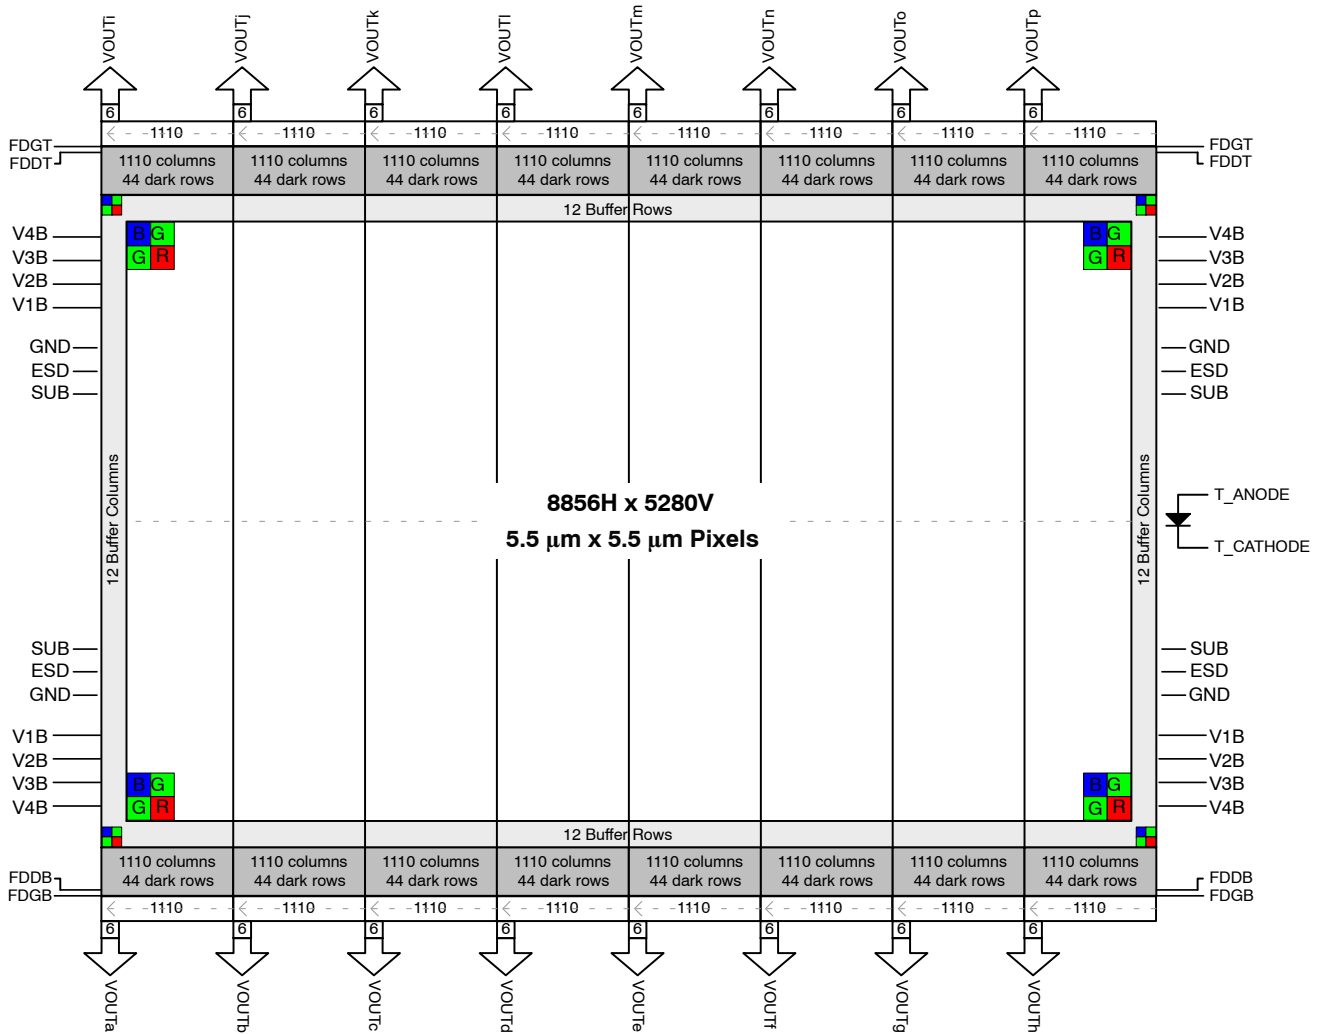 VOUTi VOUTj VOUTk VOUTl VOUTm VOUTn VOUTo VOUTp
6 6 6 6 6 6 6 6
1110 1110 1110 1110 1110 1110 1110 1110
FDGT FDGT
FDDT FDDT
1110 columns 1110 columns 1110 columns 1110 columns 1110 columns 1110 columns 1110 columns 1110 columns
44 dark rows 44 dark rows 44 dark rows 44 dark rows 44 dark rows 44 dark rows 44 dark rows 44 dark rows
12 Buffer Rows
V4B B G B G V4B
V3B G R G R V3B
V2B V2B
V1B V1B
GND GND
ESD ESD
SUB SUB
12 Buffer Columns 12 Buffer Columns
8856H x 5280V
5.5 μm x 5.5 μm Pixels
T_ANODE
T_CATHODE
SUB SUB
ESD ESD
GND GND
V1B V1B
V2B V2B
V3B B G B G V3B
V4B G R G R V4B
12 Buffer Rows
1110 columns 1110 columns 1110 columns 1110 columns 1110 columns 1110 columns 1110 columns 1110 columns
44 dark rows 44 dark rows 44 dark rows 44 dark rows 44 dark rows 44 dark rows 44 dark rows 44 dark rows
FDDB FDDB
FDGB FDGB
1110 1110 1110 1110 1110 1110 1110 1110
6 6 6 6 6 6 6 6
VOUTa VOUTb VOUTc VOUTd VOUTe VOUTf VOUTg VOUTh